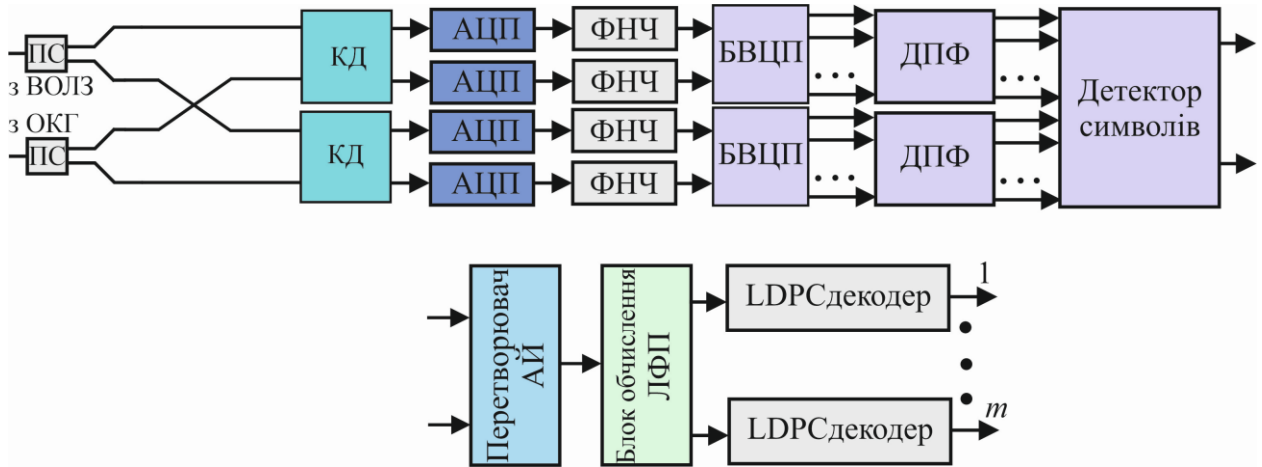 ПС
з ВОЛЗ
з ОКГ
ПС
КД
КД
АЦП
АЦП
АЦП
АЦП
ФНЧ
ФНЧ
ФНЧ
ФНЧ
БВЦП
БВЦП
ДПФ
ДПФ
Детектор
символів
Перетворювач
АЙ
Блок обчислення
ЛФП
LDPCдекодер
1
LDPCдекодер
m